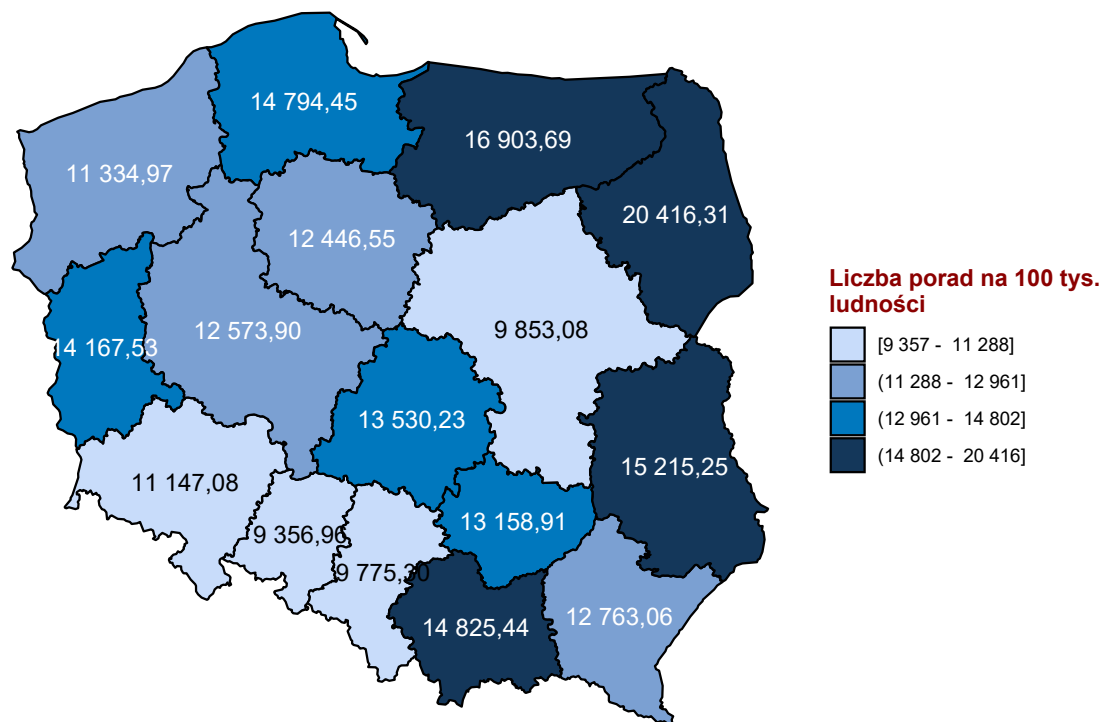 14 794,45
16 903,69
11 334,97
20 416,31
12 446,55
9 853,08
12 573,90
14 167,53
13 530,23
15 215,25
11 147,08
13 158,91
9 356,96
9 775,30
12 763,06
14 825,44
Liczba porad na 100 tys.
ludności
[9 357 - 11 288]
(11 288 - 12 961]
(12 961 - 14 802]
(14 802 - 20 416]